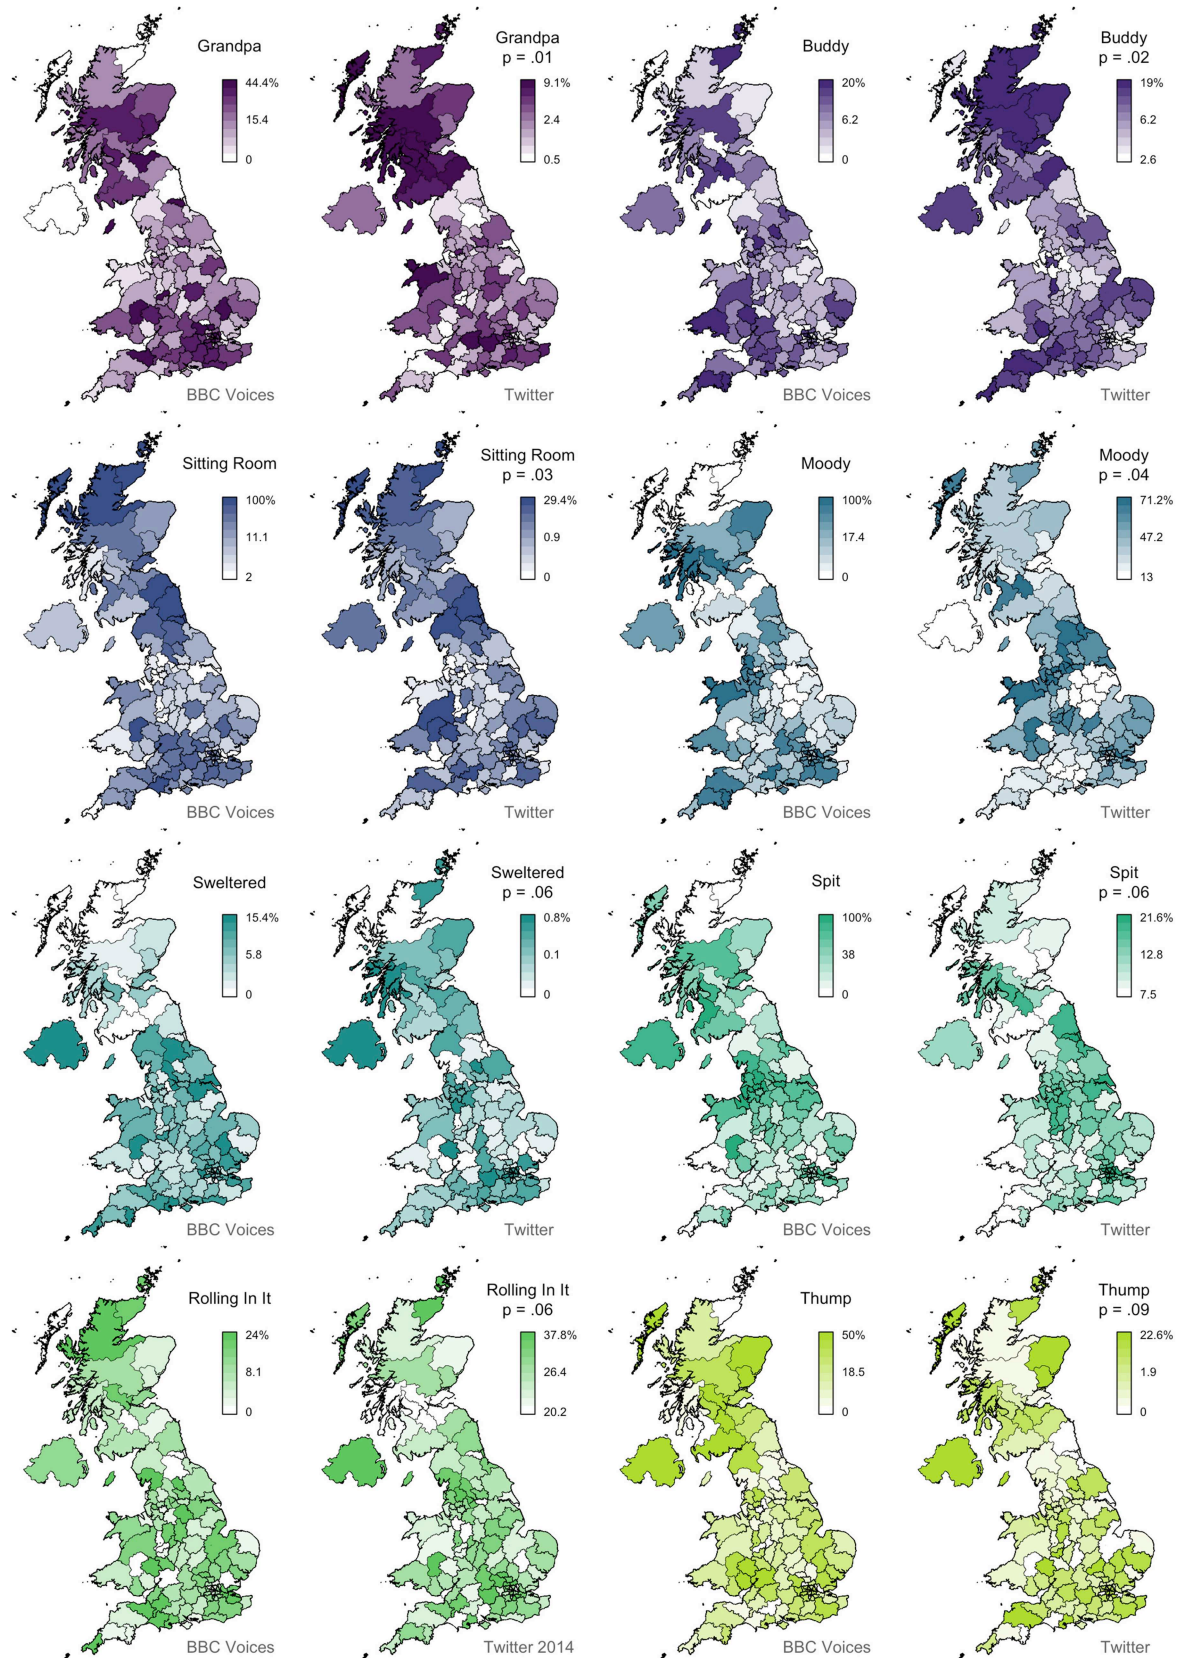 Grandpa
44.4%
15.4
0
BBC Voices
Grandpa
p = .01
9.1%
2.4
0.5
Twitter
Buddy
20%
6.2
0
BBC Voices
Buddy
p = .02
19%
6.2
2.6
Twitter
Sitting Room
100%
11.1
2
BBC Voices
Sitting Room
p = .03
29.4%
0.9
0
Twitter
Moody
100%
17.4
0
BBC Voices
Moody
p = .04
71.2%
47.2
13
Twitter
Sweltered
15.4%
5.8
0
BBC Voices
Sweltered
p = .06
0.8%
0.1
0
Twitter
Spit
100%
38
0
BBC Voices
Spit
p = .06
21.6%
12.8
7.5
Twitter
Rolling In It
24%
8.1
0
BBC Voices
Rolling In It
p = .06
37.8%
26.4
20.2
Twitter 2014
Thump
50%
18.5
0
BBC Voices
Thump
p = .09
22.6%
1.9
0
Twitter